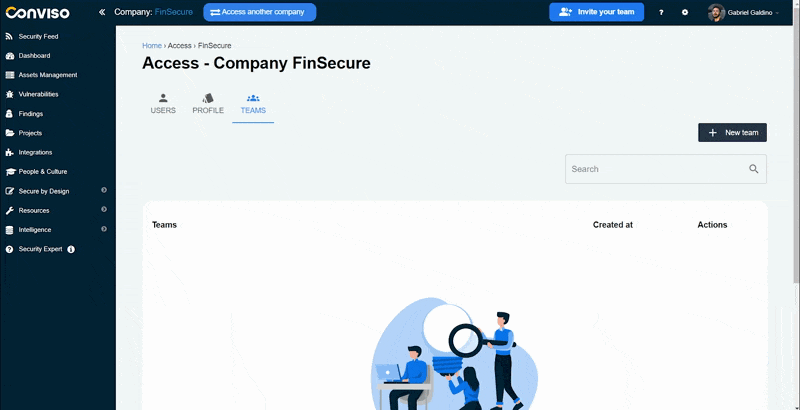 Conviso
Company: FinSecure
Access another company
Invite your team
Gabriel Galdino
Security Feed
Dashboard
Assets Management
Vulnerabilities
Findings
Projects
Integrations
People & Culture
Secure by Design
Resources
Intelligence
Security Expert
Home › Access › FinSecure
Access - Company FinSecure
USERS
PROFILE
TEAMS
+ New team
Search
Teams Created at Actions